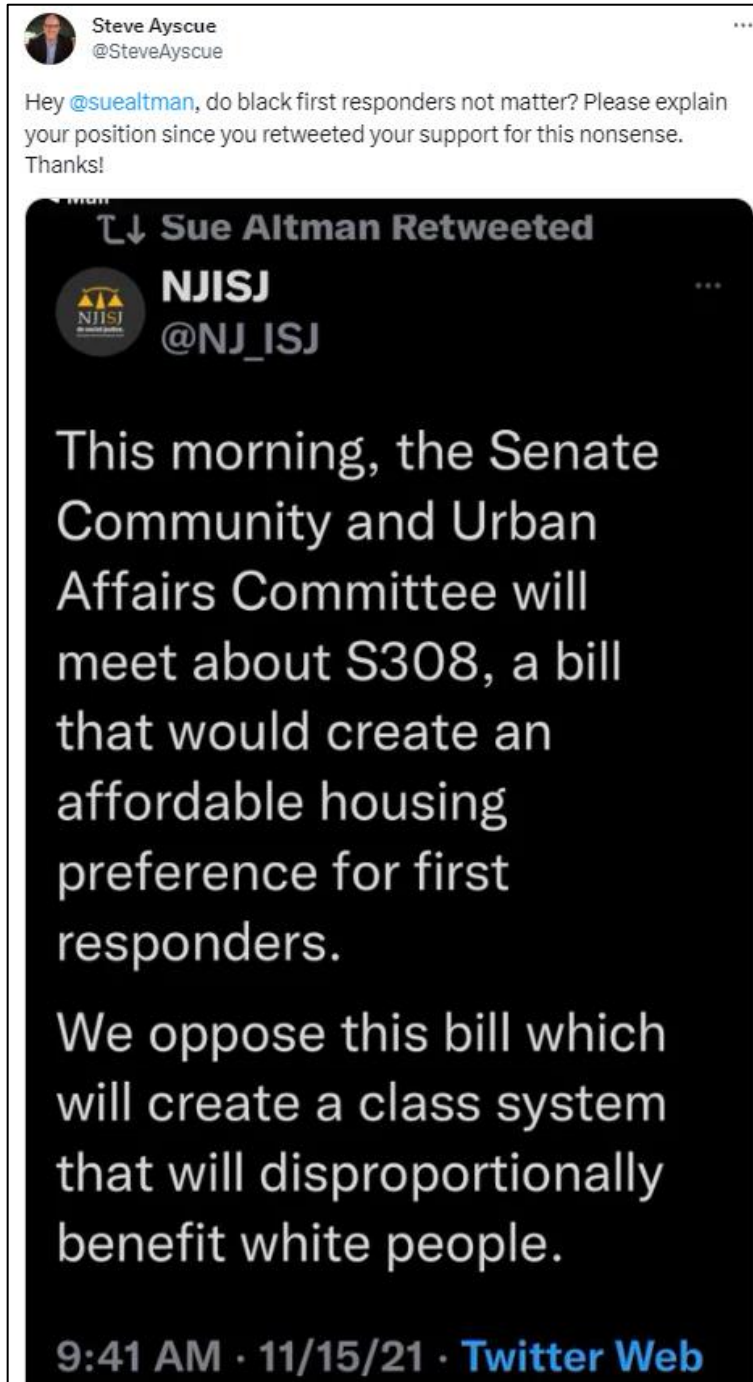 Steve Ayscue
@SteveAyscue
Hey @suealtman, do black first responders not matter? Please explain
your position since you retweeted your support for this nonsense.
Thanks!
Sue Altman Retweeted
NJISJ
NJISJ
@NJ_ISJ
This morning, the Senate
Community and Urban
Affairs Committee will
meet about S308, a bill
that would create an
affordable housing
preference for first
responders.
We oppose this bill which
will create a class system
that will disproportionally
benefit white people.
9:41 AM · 11/15/21 · Twitter Web